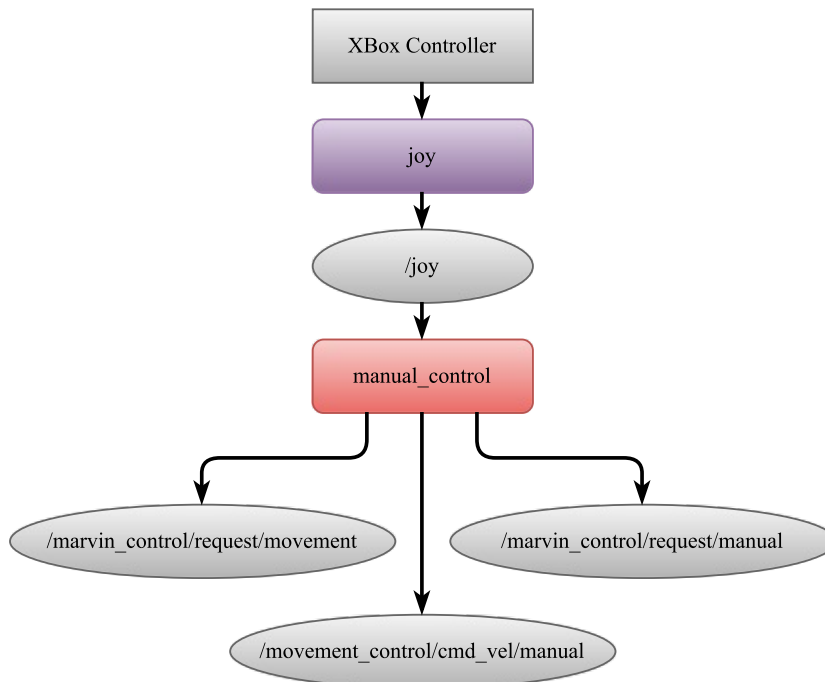 XBox Controller
joy
/joy
manual_control
/marvin_control/request/movement
/marvin_control/request/manual
/movement_control/cmd_vel/manual